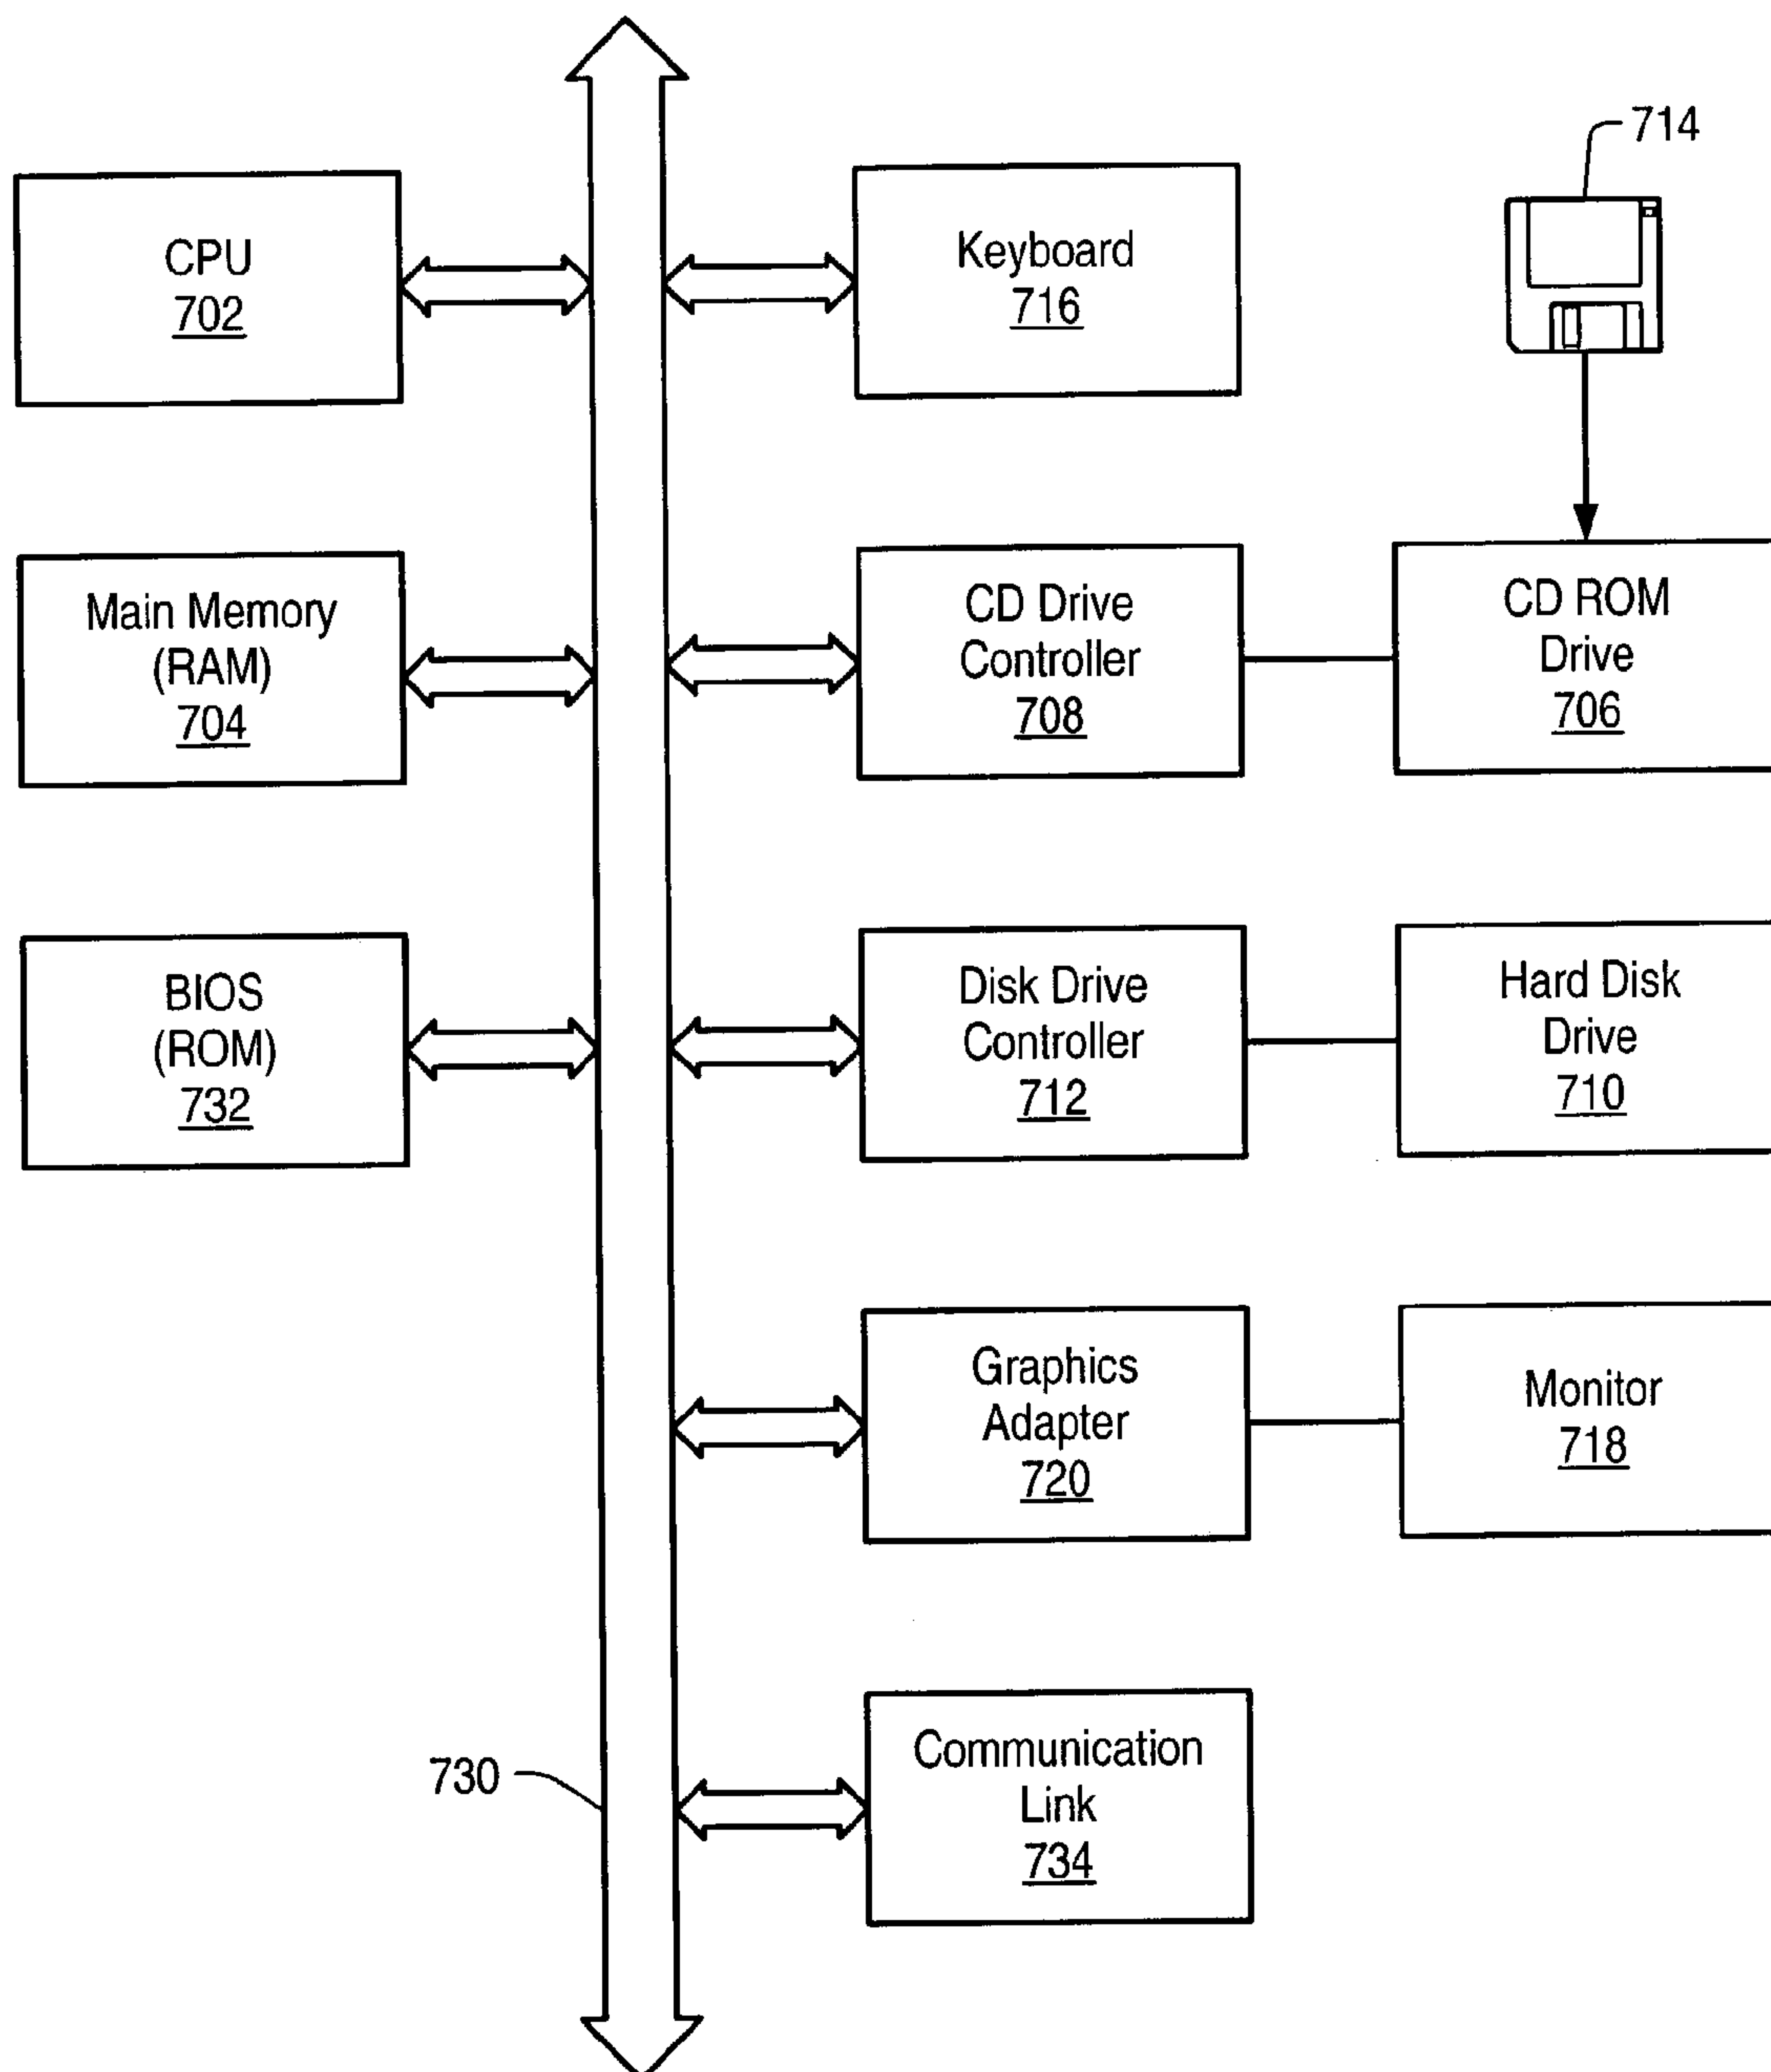 714
CPU
702
Keyboard
716
Main Memory
(RAM)
704
CD Drive
Controller
708
CD ROM
Drive
706
BIOS
(ROM)
732
Disk Drive
Controller
712
Hard Disk
Drive
710
Graphics
Adapter
720
Monitor
718
730
Communication
Link
734